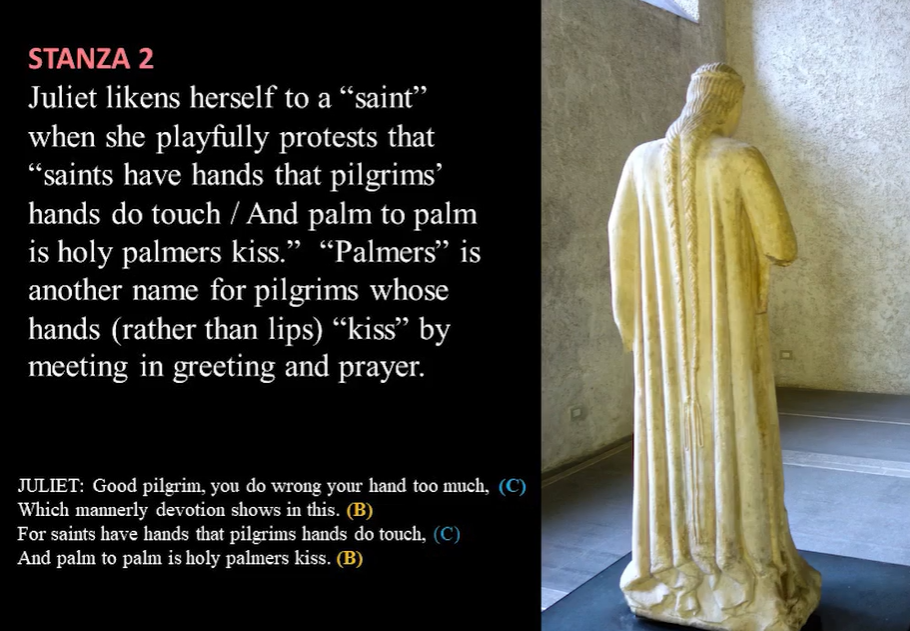 STANZA 2
Juliet likens herself to a “saint”
when she playfully protests that
“saints have hands that pilgrims’
hands do touch / And palm to palm
is holy palmers kiss.”  “Palmers” is
another name for pilgrims whose
hands (rather than lips) “kiss” by
meeting in greeting and prayer.
JULIET:  Good pilgrim, you do wrong your hand too much, (C)
Which mannerly devotion shows in this. (B)
For saints have hands that pilgrims hands do touch, (C)
And palm to palm is holy palmers kiss. (B)